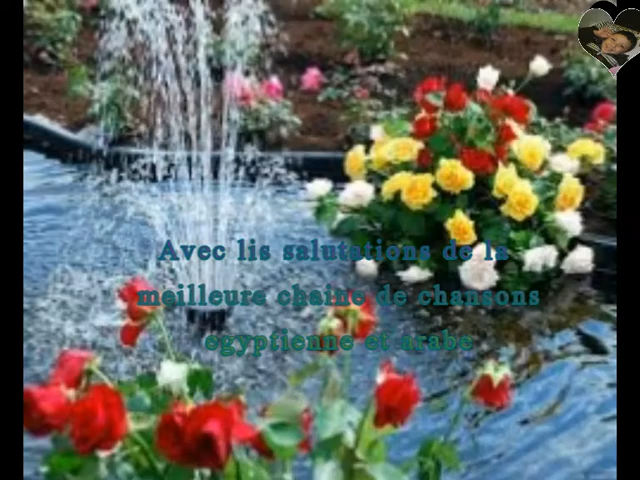 Avec lis salutations de la
meilleure chaine de chansons
egyptienne et arabe